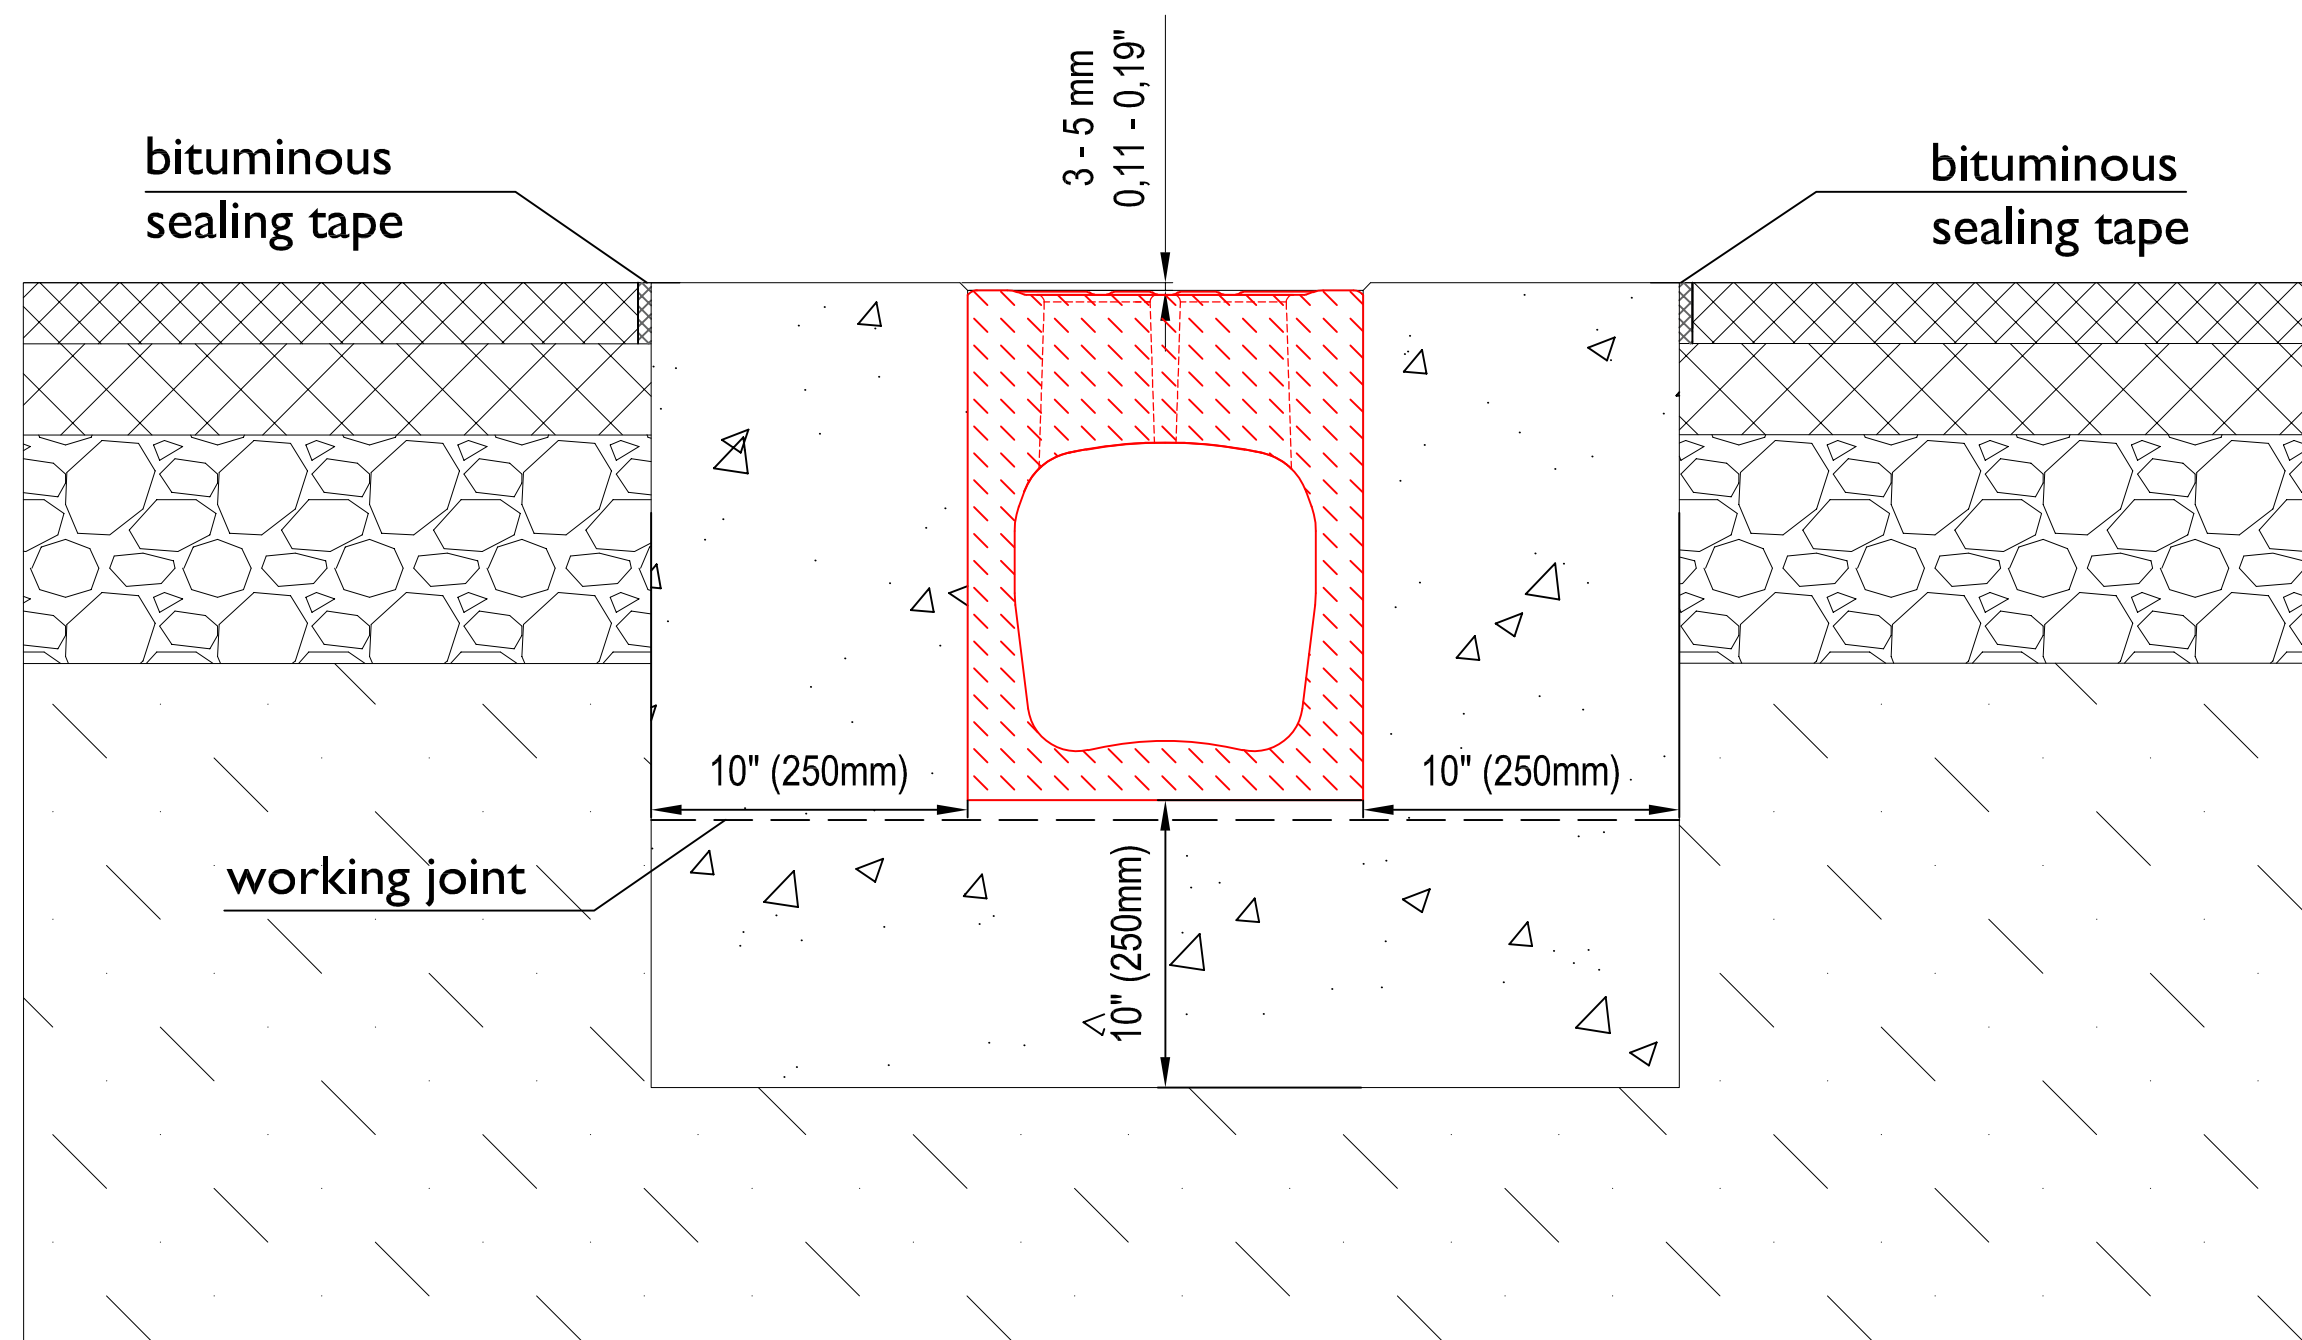 3 - 5 mm
0,11 - 0,19"
bituminous
sealing tape
bituminous
sealing tape
10" (250mm)
10" (250mm)
working joint
10" (250mm)